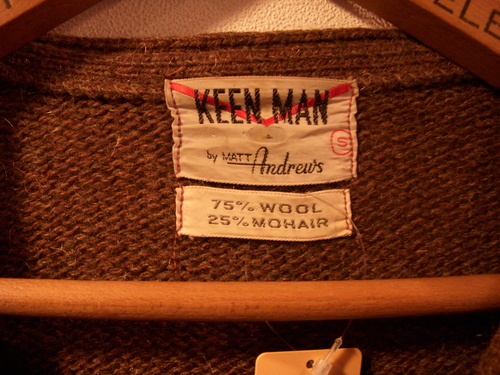 KEEN MAN
S
by MATT Andrew's
75% WOOL
25% MOHAIR